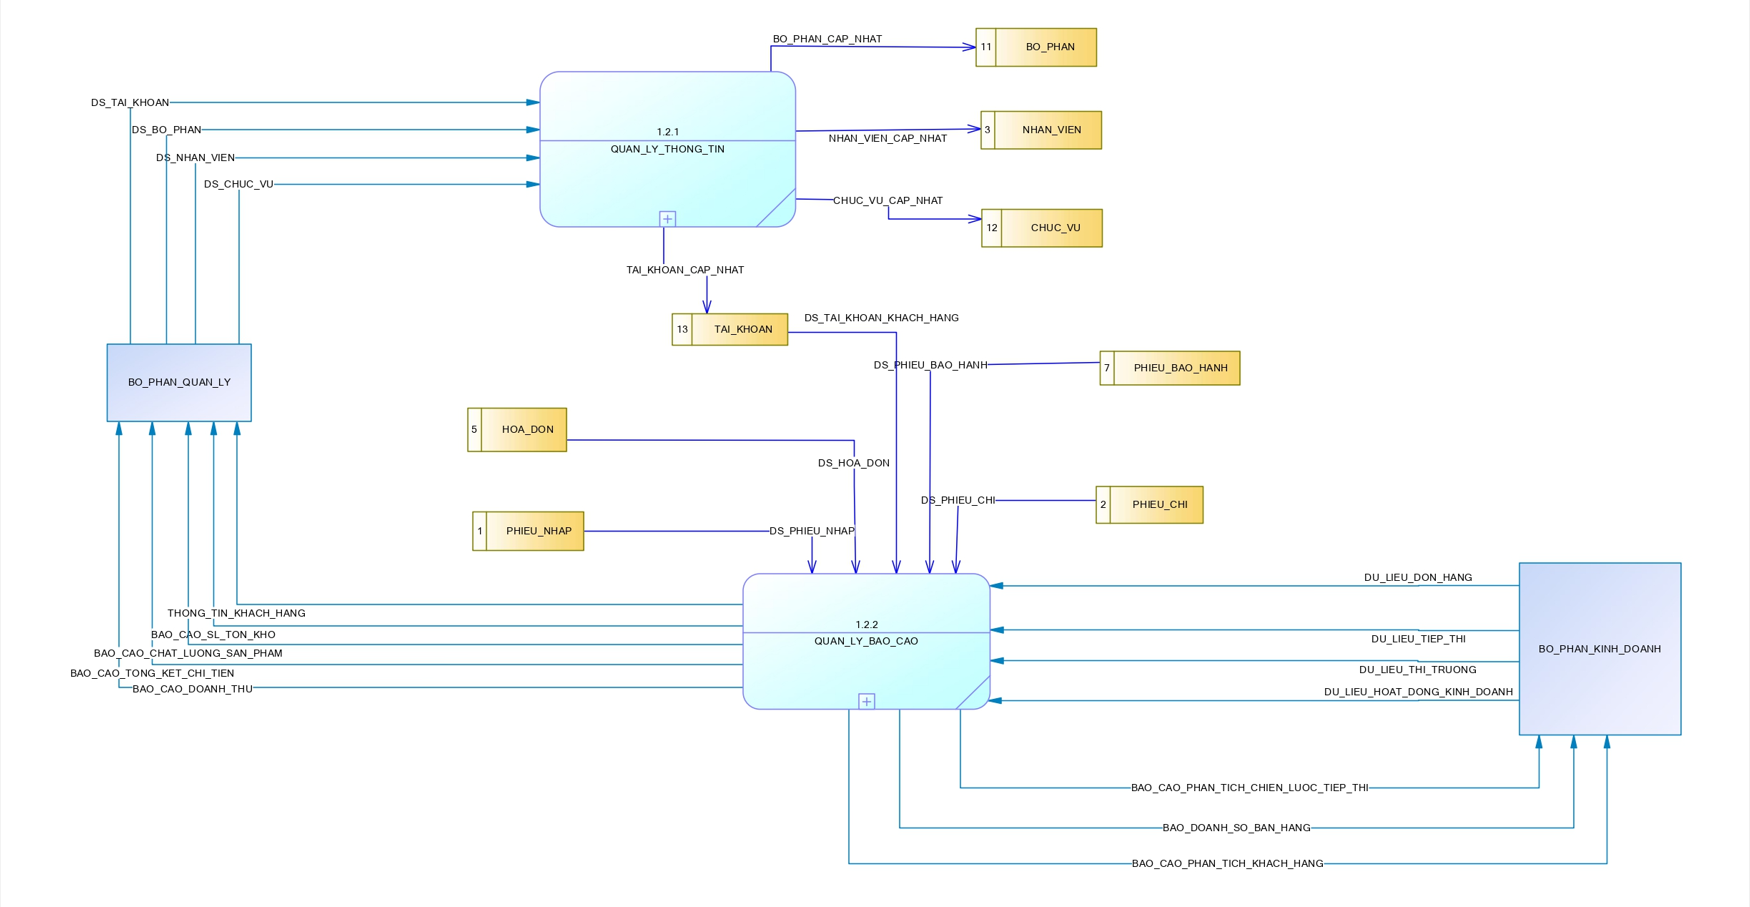 BO_PHAN_CAP_NHAT
11 BO_PHAN
DS_TAI_KHOAN
DS_BO_PHAN
DS_NHAN_VIEN
DS_CHUC_VU
1.2.1
QUAN_LY_THONG_TIN
NHAN_VIEN_CAP_NHAT
3 NHAN_VIEN
CHUC_VU_CAP_NHAT
12 CHUC_VU
TAI_KHOAN_CAP_NHAT
13 TAI_KHOAN
DS_TAI_KHOAN_KHACH_HANG
DS_PHIEU_BAO_HANH
7 PHIEU_BAO_HANH
BO_PHAN_QUAN_LY
5 HOA_DON
DS_HOA_DON
DS_PHIEU_CHI
2 PHIEU_CHI
1 PHIEU_NHAP
DS_PHIEU_NHAP
DU_LIEU_DON_HANG
THONG_TIN_KHACH_HANG
BAO_CAO_SL_TON_KHO
BAO_CAO_CHAT_LUONG_SAN_PHAM
BAO_CAO_TONG_KET_CHI_TIEN
BAO_CAO_DOANH_THU
1.2.2
QUAN_LY_BAO_CAO
DU_LIEU_TIEP_THI
DU_LIEU_THI_TRUONG
DU_LIEU_HOAT_DONG_KINH_DOANH
BO_PHAN_KINH_DOANH
BAO_CAO_PHAN_TICH_CHIEN_LUOC_TIEP_THI
BAO_DOANH_SO_BAN_HANG
BAO_CAO_PHAN_TICH_KHACH_HANG